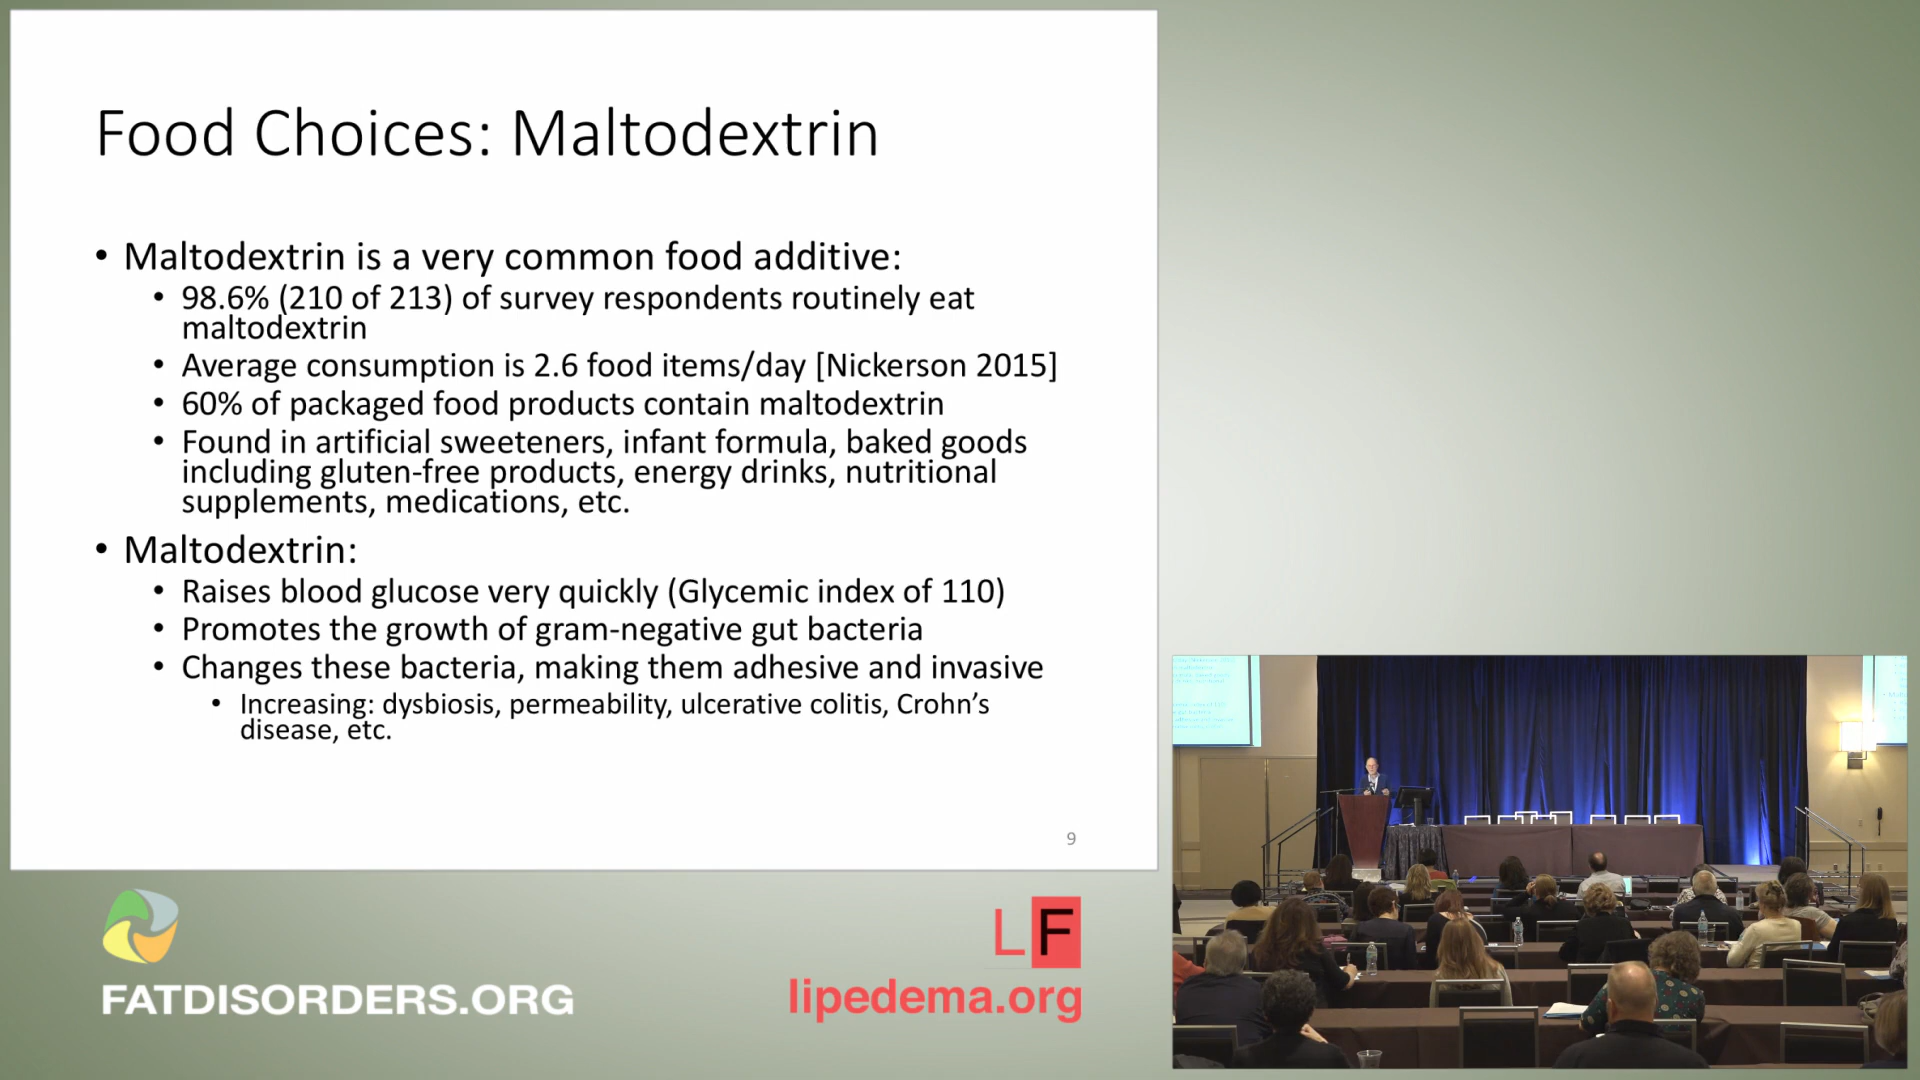 Food Choices: Maltodextrin
• Maltodextrin is a very common food additive:
• 98.6% (210 of 213) of survey respondents routinely eat
maltodextrin
• Average consumption is 2.6 food items/day [Nickerson 2015]
• 60% of packaged food products contain maltodextrin
• Found in artificial sweeteners, infant formula, baked goods
including gluten-free products, energy drinks, nutritional
supplements, medications, etc.
• Maltodextrin:
• Raises blood glucose very quickly (Glycemic index of 110)
• Promotes the growth of gram-negative gut bacteria
• Changes these bacteria, making them adhesive and invasive
• Increasing: dysbiosis, permeability, ulcerative colitis, Crohn’s
disease, etc.
9
FATDISORDERS.ORG
LF
lipedema.org